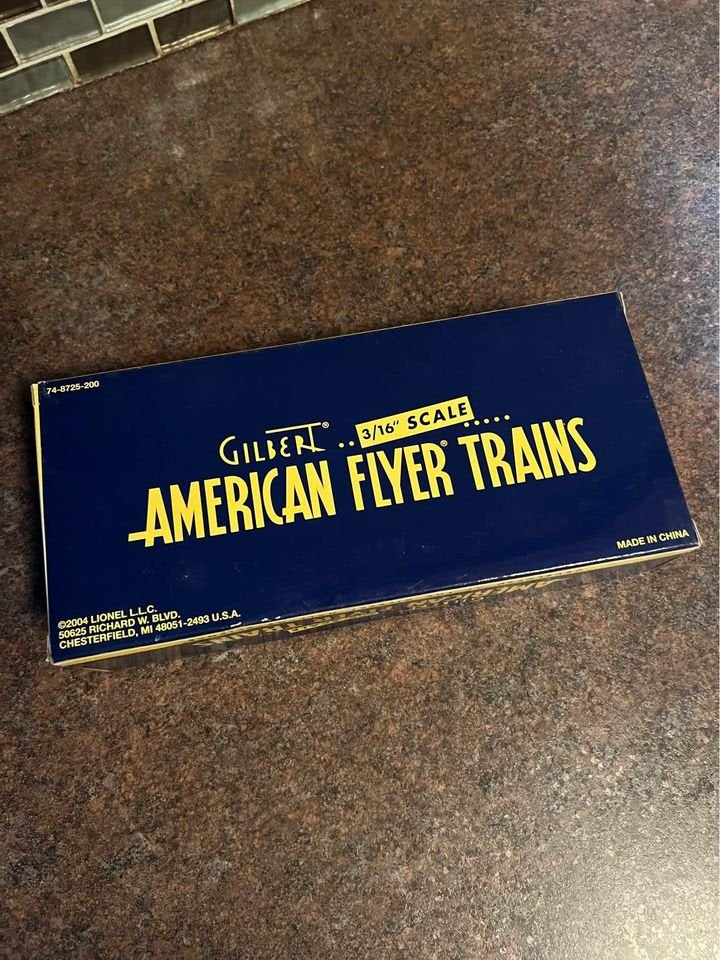 74-8725-200
GILBERT® ..3/16" SCALE.....
AMERICAN FLYER® TRAINS
MADE IN CHINA
©2004 LIONEL L.L.C.
50625 RICHARD W. BLVD.
CHESTERFIELD, MI 48051-2493 U.S.A.